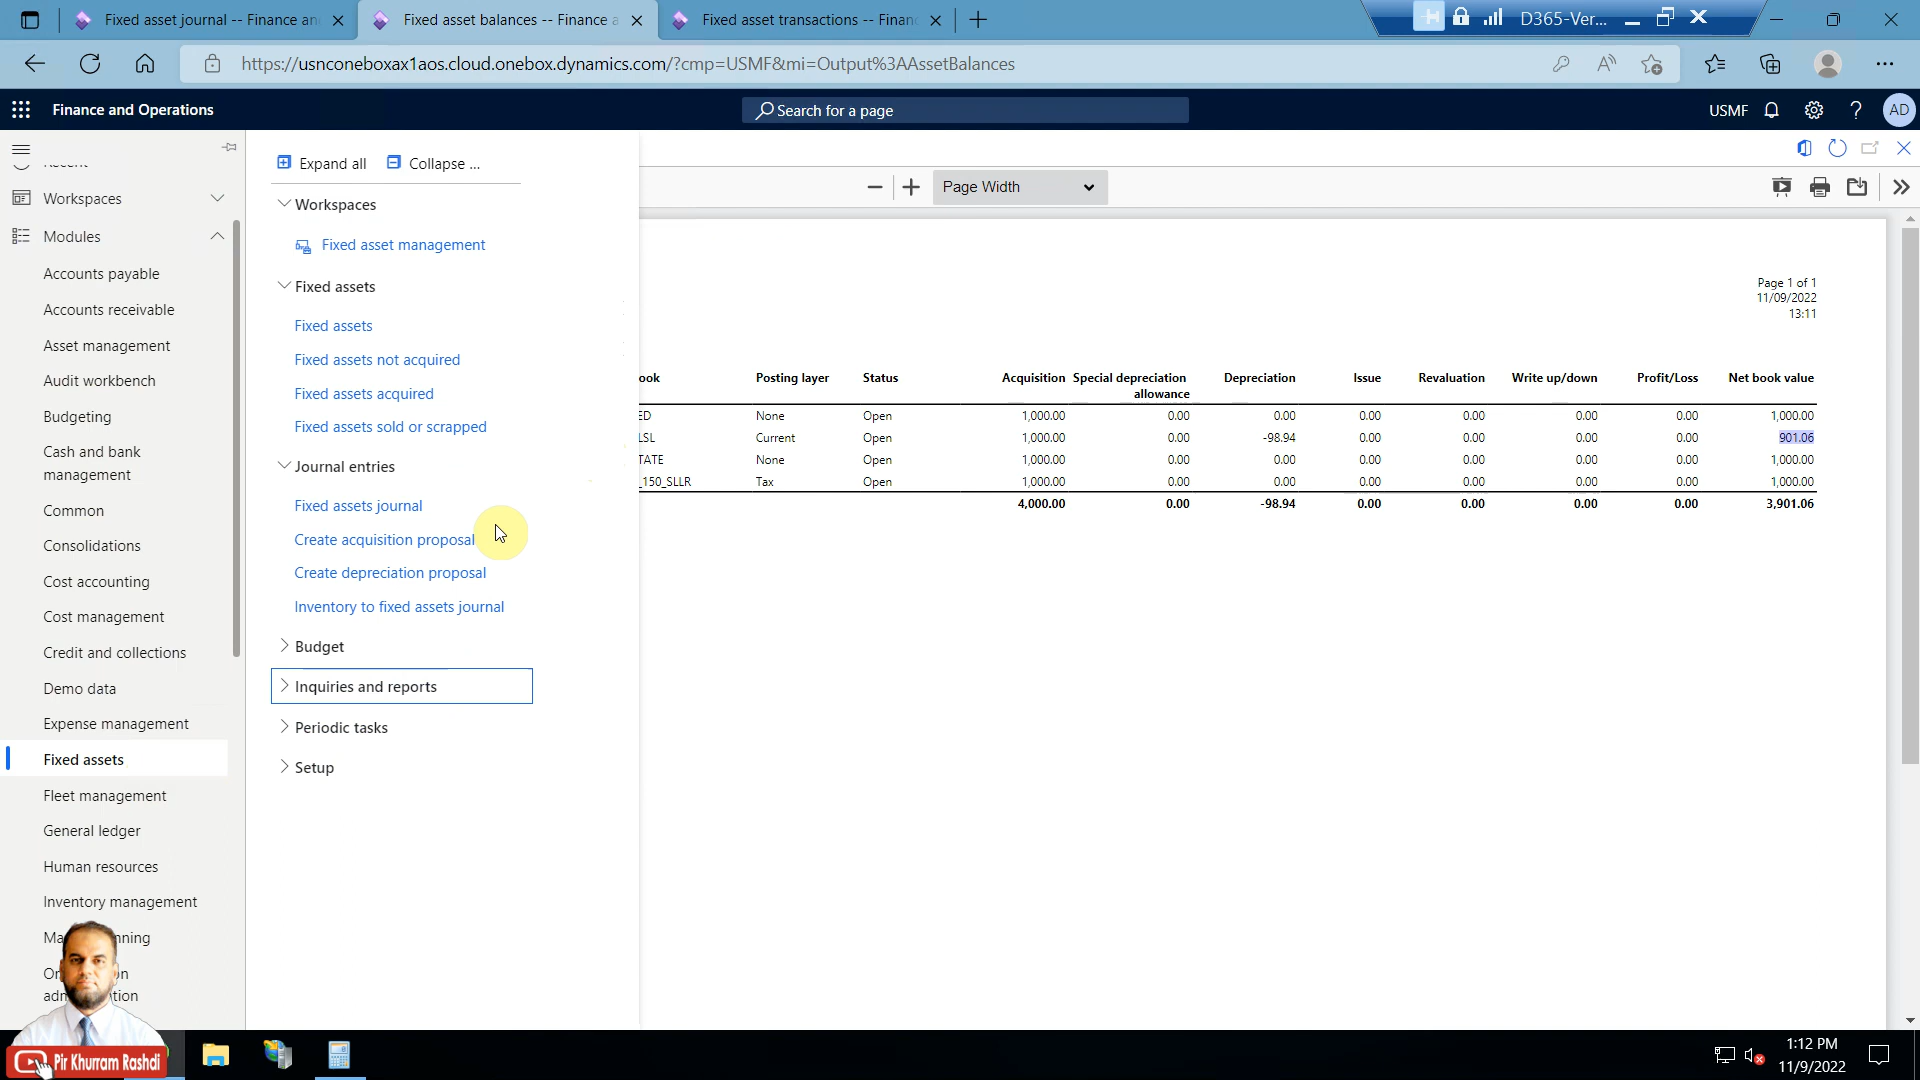 Fixed asset journal -- Finance an
Fixed asset balances -- Finance a
Fixed asset transactions -- Finan
D365-Ver...
https://usnconeboxax1aos.cloud.onebox.dynamics.com/?cmp=USMF&mi=Output%3AAssetBalances
Finance and Operations
Search for a page
USMF
AD
Recent
Workspaces
Modules
Accounts payable
Accounts receivable
Asset management
Audit workbench
Budgeting
Cash and bank
management
Common
Consolidations
Cost accounting
Cost management
Credit and collections
Demo data
Expense management
Fixed assets
Fleet management
General ledger
Human resources
Inventory management
Expand all
Collapse ...
Workspaces
Fixed asset management
Fixed assets
Fixed assets
Fixed assets not acquired
Fixed assets acquired
Fixed assets sold or scrapped
Journal entries
Fixed assets journal
Create acquisition proposal
Create depreciation proposal
Inventory to fixed assets journal
Budget
Inquiries and reports
Periodic tasks
Setup
Page Width
Page 1 of 1
11/09/2022
13:11
ook Posting layer Status Acquisition Special depreciation allowance Depreciation Issue Revaluation Write up/down Profit/Loss Net book value
ED None Open 1,000.00 0.00 0.00 0.00 0.00 0.00 0.00 1,000.00
LSL Current Open 1,000.00 0.00 -98.94 0.00 0.00 0.00 0.00 901.06
TATE None Open 1,000.00 0.00 0.00 0.00 0.00 0.00 0.00 1,000.00
_150_SLLR Tax Open 1,000.00 0.00 0.00 0.00 0.00 0.00 0.00 1,000.00
4,000.00 0.00 -98.94 0.00 0.00 0.00 0.00 3,901.06
Pir Khurram Rashdi
1:12 PM
11/9/2022